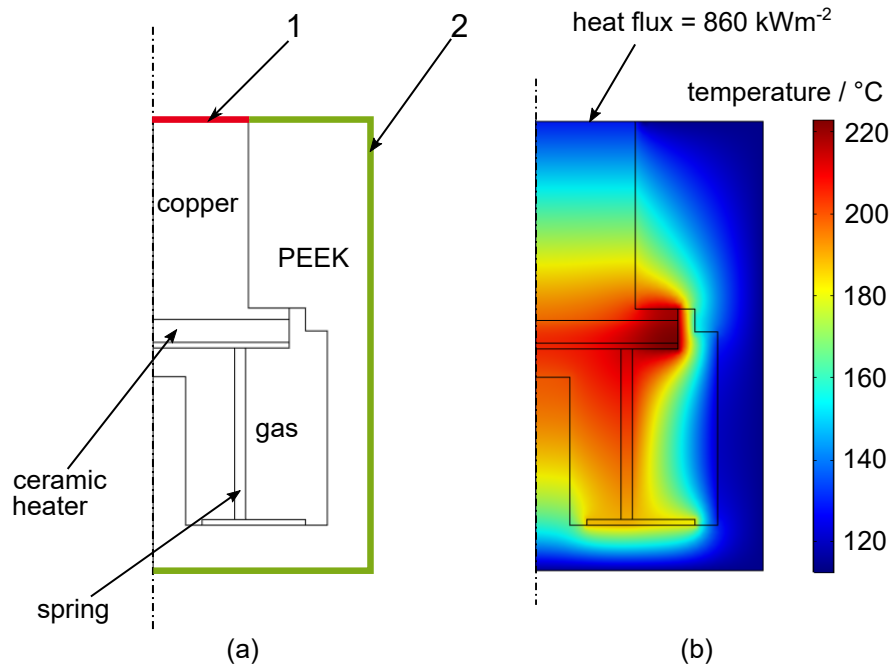 1
2
copper
PEEK
gas
ceramic
heater
spring
(a)
heat flux = 860 kWm-2
temperature / °C
220
200
180
160
140
120
(b)